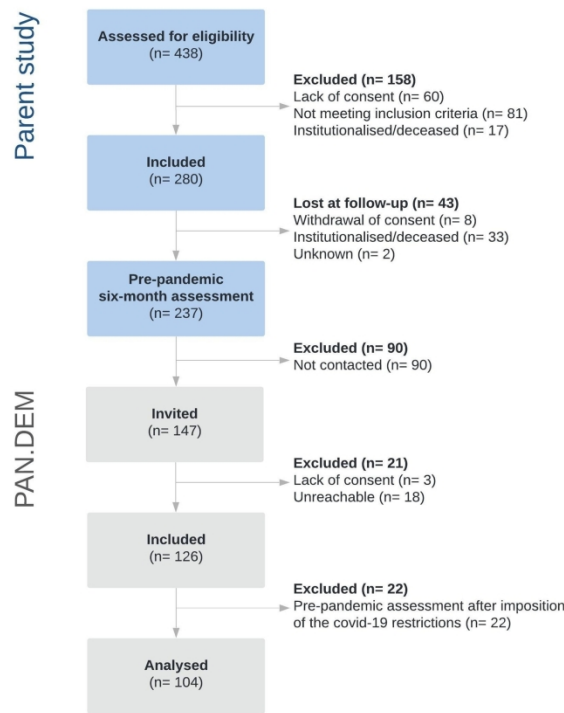 Parent study
Assessed for eligibility
(n= 438)
Excluded (n= 158)
Lack of consent (n= 60)
Not meeting inclusion criteria (n= 81)
Institutionalised/deceased (n= 17)
Included
(n= 280)
Lost at follow-up (n= 43)
Withdrawal of consent (n= 8)
Institutionalised/deceased (n= 33)
Unknown (n= 2)
Pre-pandemic
six-month assessment
(n= 237)
Excluded (n= 90)
Not contacted (n= 90)
PAN.DEM
Invited
(n= 147)
Excluded (n= 21)
Lack of consent (n= 3)
Unreachable (n= 18)
Included
(n= 126)
Excluded (n= 22)
Pre-pandemic assessment after imposition
of the covid-19 restrictions (n= 22)
Analysed
(n= 104)